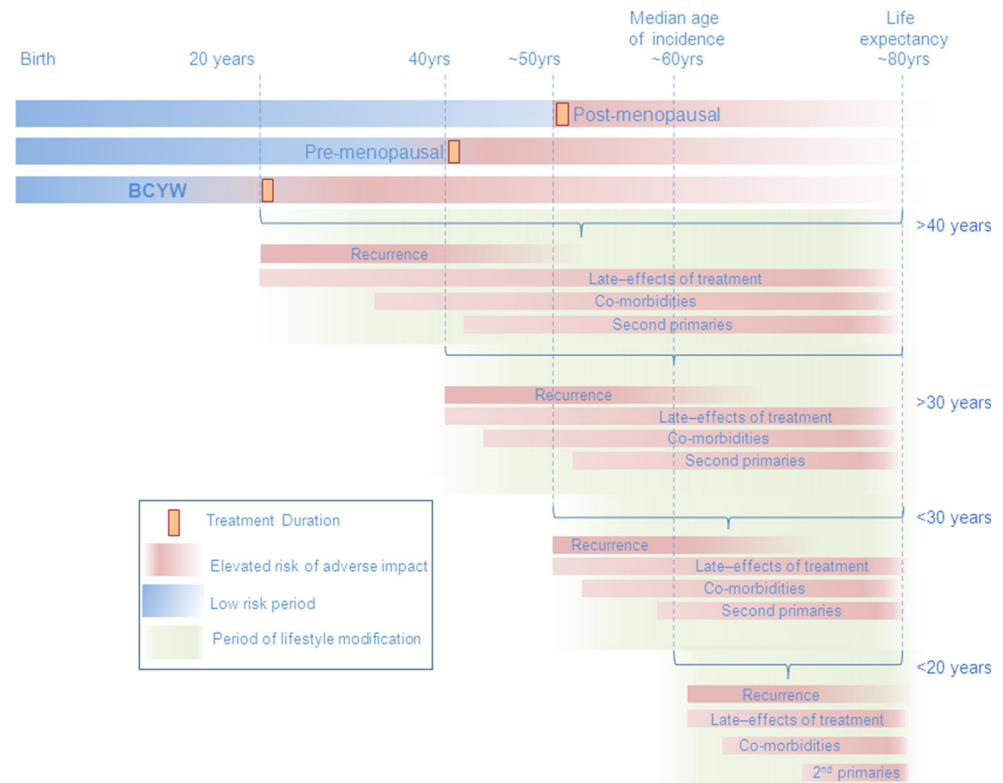 Median age
of incidence
~60yrs
Life
expectancy
~80yrs
Birth
20 years
40yrs
~50yrs
Post-menopausal
Pre-menopausal
BCYW
>40 years
Recurrence
Late–effects of treatment
Co-morbidities
Second primaries
>30 years
Recurrence
Late–effects of treatment
Co-morbidities
Second primaries
<30 years
Recurrence
Late–effects of treatment
Co-morbidities
Second primaries
<20 years
Recurrence
Late–effects of treatment
Co-morbidities
2nd primaries
Treatment Duration
Elevated risk of adverse impact
Low risk period
Period of lifestyle modification